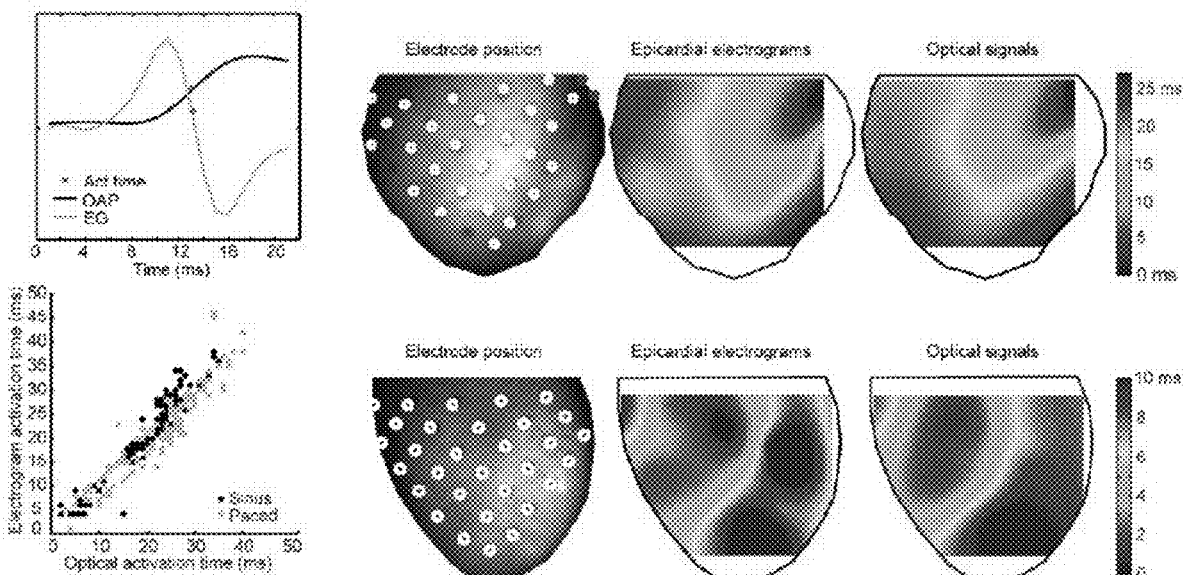 Act time
OAP
EG
0 4 8 12 16 20
Time (ms)
Electrode position
Epicardial electrograms
Optical signals
25 ms
20
15
10
5
0 ms
Electrogram activation time (ms)
50
45
40
35
30
25
20
15
10
5
0
Sinus
Paced
0 10 20 30 40 50
Optical activation time (ms)
Electrode position
Epicardial electrograms
Optical signals
10 ms
8
6
4
2
0